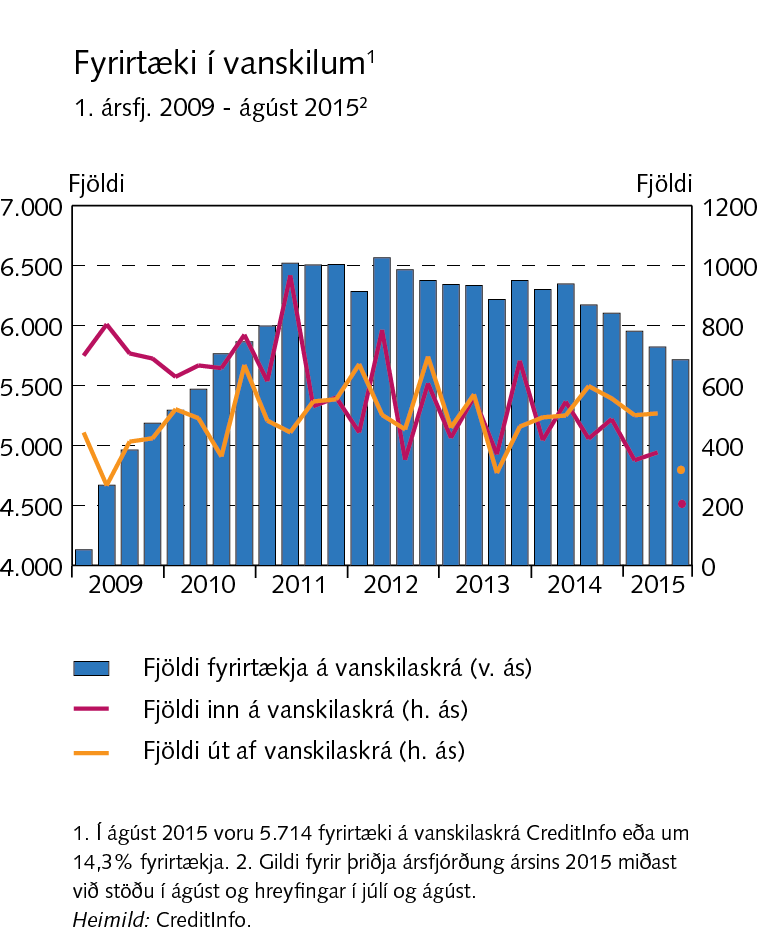 Fyrirtæki í vanskilum¹
1. ársfj. 2009 - ágúst 2015²
Fjöldi Fjöldi
7.000 1200
6.500 1000
6.000 800
5.500 600
5.000 400
4.500 200
4.000 0
2009 2010 2011 2012 2013 2014 2015
Fjöldi fyrirtækja á vanskilaskrá (v. ás)
Fjöldi inn á vanskilaskrá (h. ás)
Fjöldi út af vanskilaskrá (h. ás)
1. Í ágúst 2015 voru 5.714 fyrirtæki á vanskilaskrá CreditInfo eða um
14,3% fyrirtækja. 2. Gildi fyrir þriðja ársfjórðung ársins 2015 miðast
við stöðu í ágúst og hreyfingar í júlí og ágúst.
Heimild: CreditInfo.